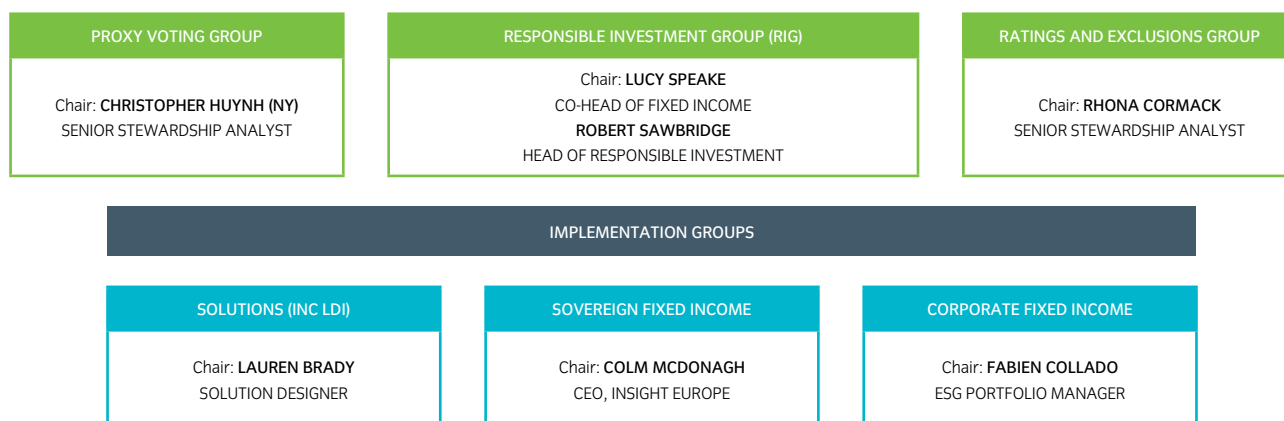 PROXY VOTING GROUP
Chair: CHRISTOPHER HUYNH (NY)
SENIOR STEWARDSHIP ANALYST
RESPONSIBLE INVESTMENT GROUP (RIG)
Chair: LUCY SPEAKE
CO-HEAD OF FIXED INCOME
ROBERT SAWBRIDGE
HEAD OF RESPONSIBLE INVESTMENT
RATINGS AND EXCLUSIONS GROUP
Chair: RHONA CORMACK
SENIOR STEWARDSHIP ANALYST
IMPLEMENTATION GROUPS
SOLUTIONS (INC LDI)
Chair: LAUREN BRADY
SOLUTION DESIGNER
SOVEREIGN FIXED INCOME
Chair: COLM MCDONAGH
CEO, INSIGHT EUROPE
CORPORATE FIXED INCOME
Chair: FABIEN COLLADO
ESG PORTFOLIO MANAGER